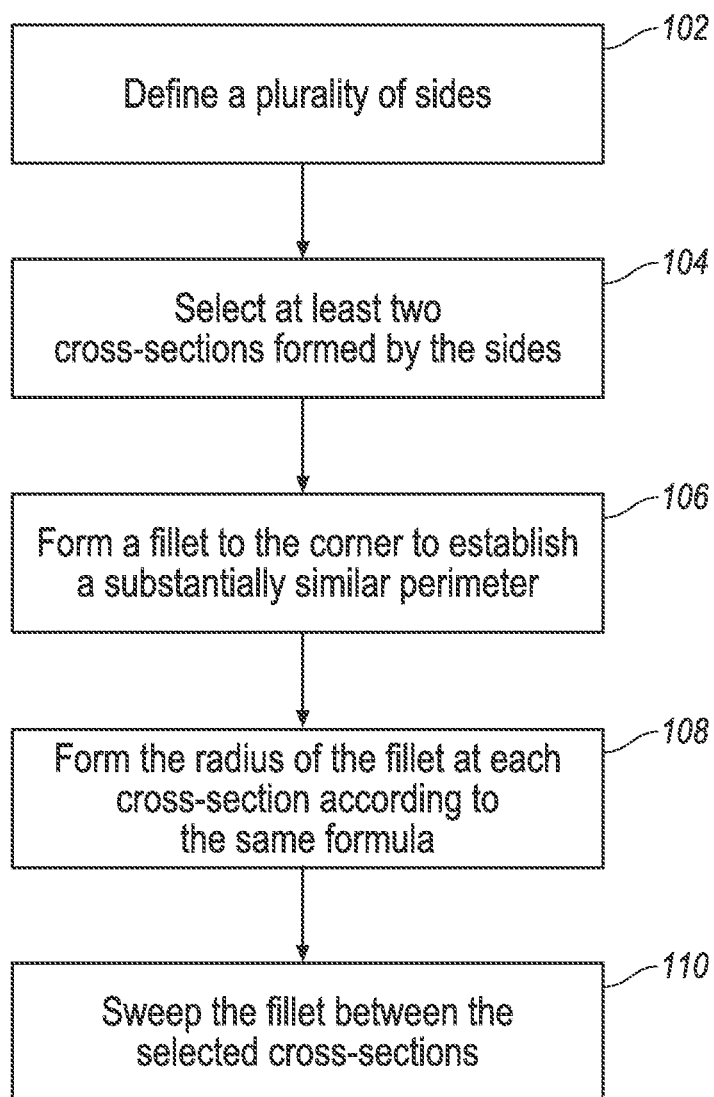 102
Define a plurality of sides
104
Select at least two
cross-sections formed by the sides
106
Form a fillet to the corner to establish
a substantially similar perimeter
108
Form the radius of the fillet at each
cross-section according to
the same formula
110
Sweep the fillet between the
selected cross-sections